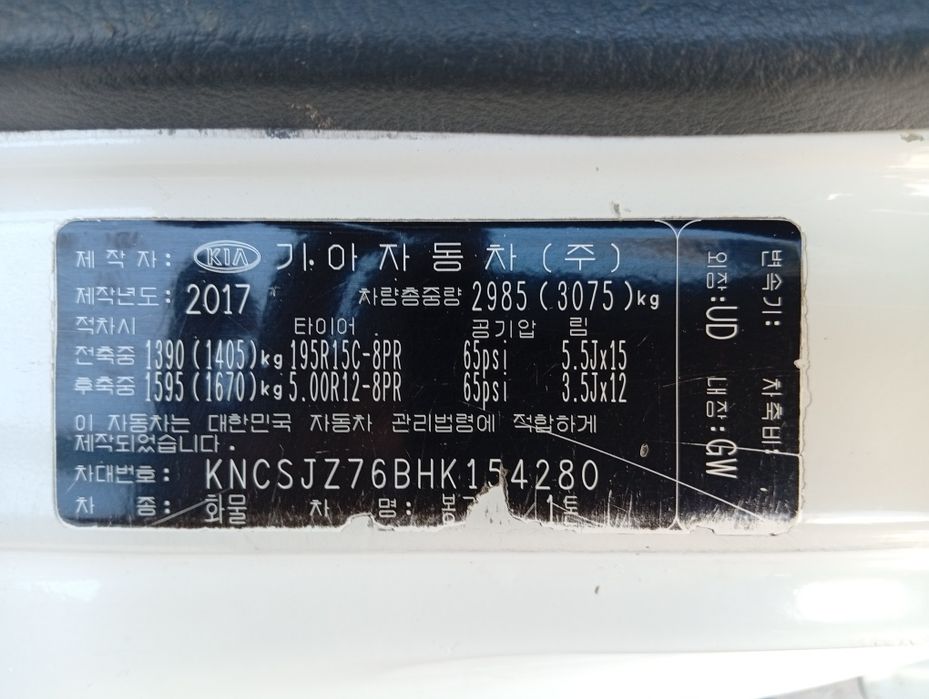 제작자: KIA 기아자동차(주)
제작년도: 2017 차량총중량 2985(3075)kg
적차시 타이어 공기압 림
전축중 1390(1405)kg 195R15C-8PR 65psi 5.5Jx15
후축중 1595(1670)kg 5.00R12-8PR 65psi 3.5Jx12
이 자동차는 대한민국 자동차 관리법령에 적합하게
제작되었습니다.
차대번호: KNCSJZ76BHK154280
차 종: 화물 차 명: 1톤
변속기: 차축비:
외장:UD 내장:GW